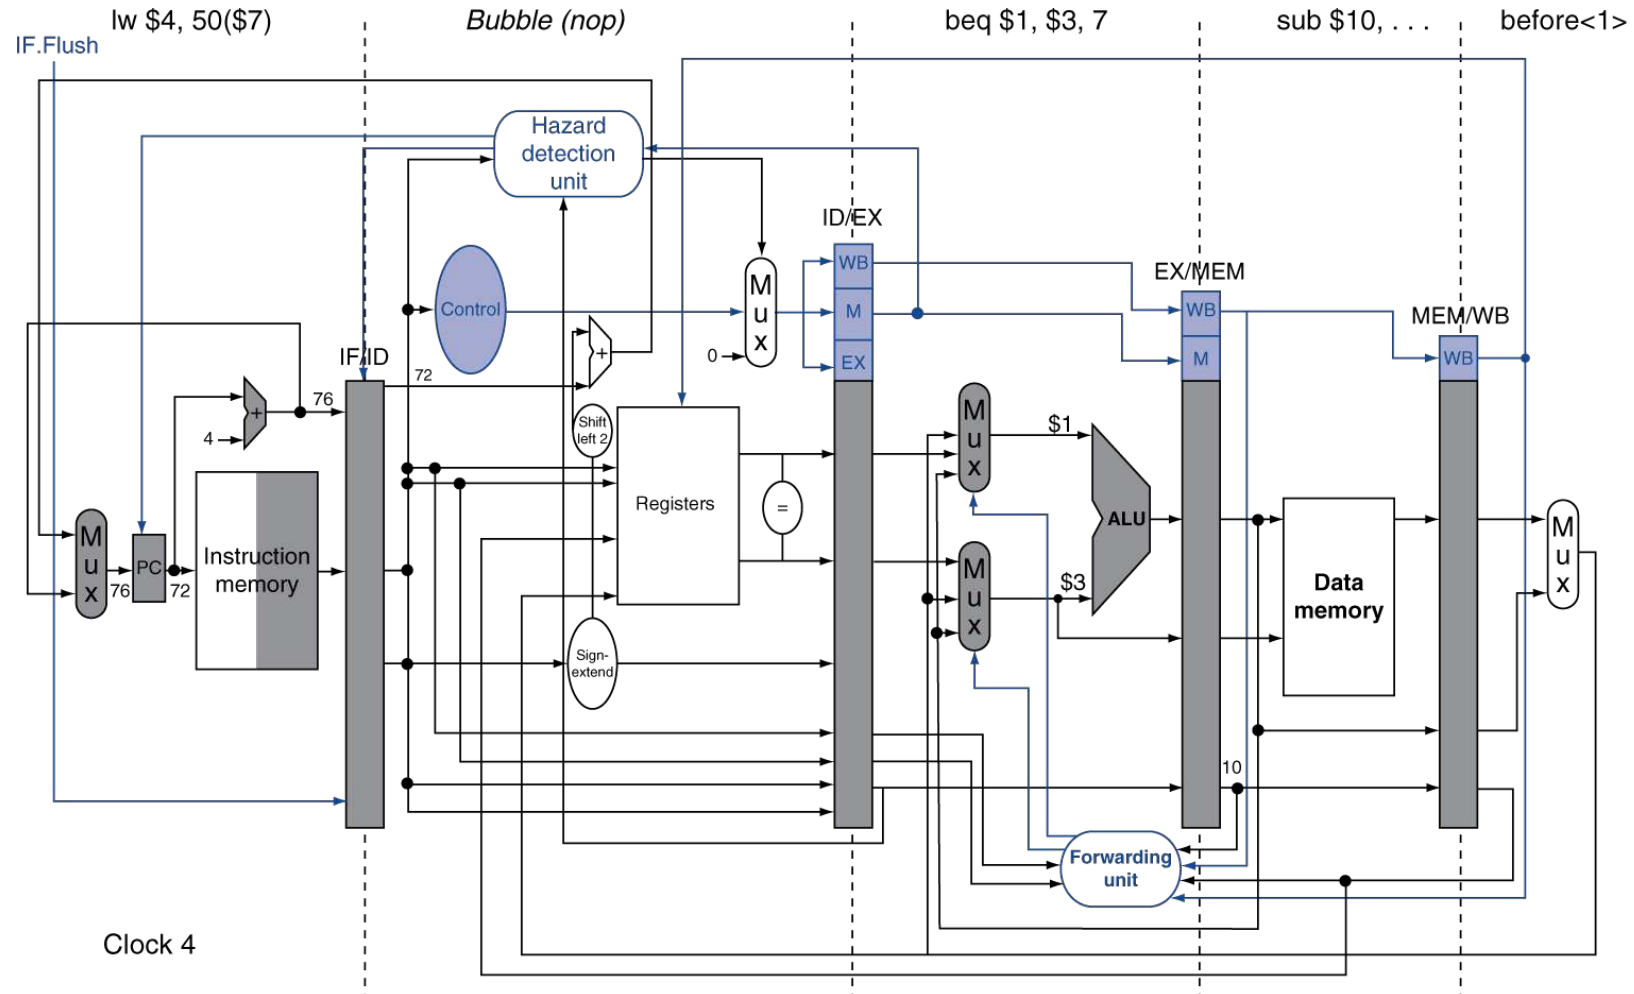 lw $4, 50($7)
Bubble (nop)
beq $1, $3, 7
sub $10, . . .
before<1>
IF.Flush
Hazard
detection
unit
ID/EX
WB
M
EX
EX/MEM
WB
M
MEM/WB
WB
Control
M
u
x
0
IF/ID
72
+
76
+
4
Shift
left 2
Registers
=
M
u
x
$1
ALU
M
u
x
$3
M
u
x
76
PC
72
Instruction
memory
Data
memory
M
u
x
Sign-
extend
10
Forwarding
unit
Clock 4